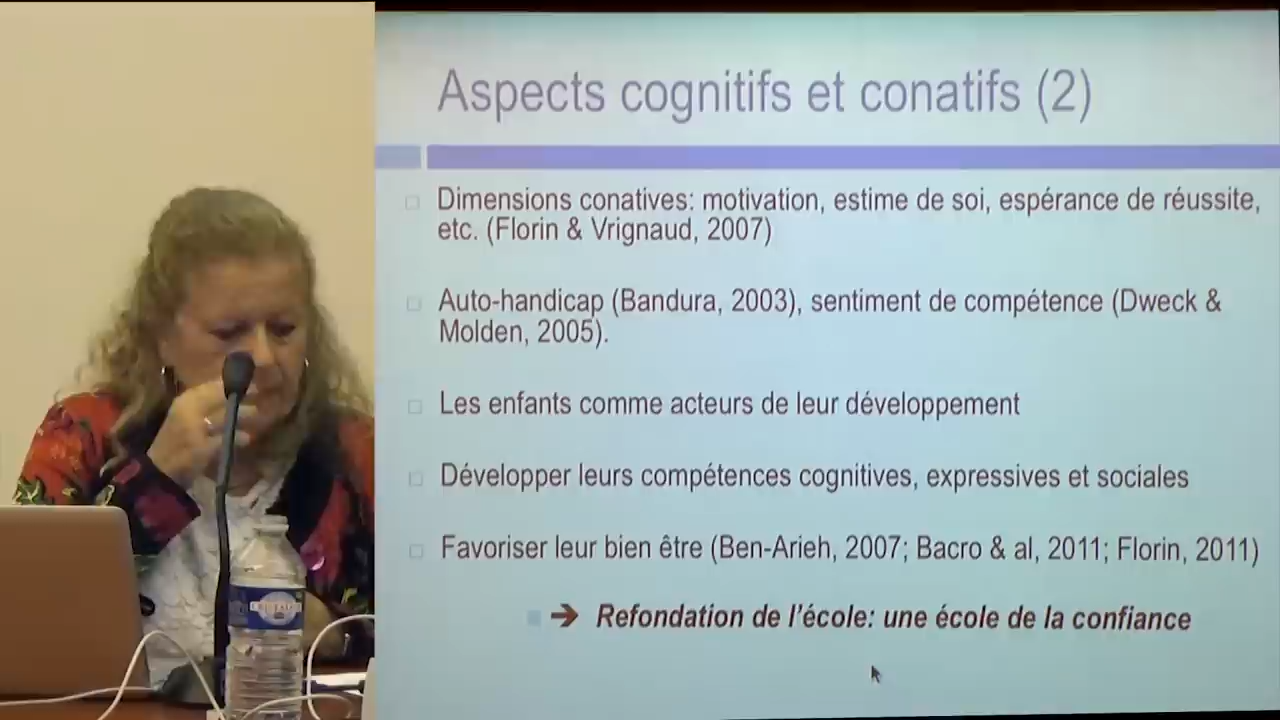 Aspects cognitifs et conatifs (2)
Dimensions conatives: motivation, estime de soi, espérance de réussite,
etc. (Florin & Vrignaud, 2007)
Auto-handicap (Bandura, 2003), sentiment de compétence (Dweck &
Molden, 2005).
Les enfants comme acteurs de leur développement
Développer leurs compétences cognitives, expressives et sociales
Favoriser leur bien être (Ben-Arieh, 2007; Bacro & al, 2011; Florin, 2011)
➔ Refondation de l'école: une école de la confiance